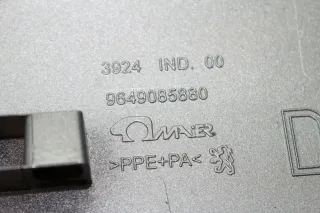 3924 IND. 00
9649085880
MAIER
>PPE+PA<
D